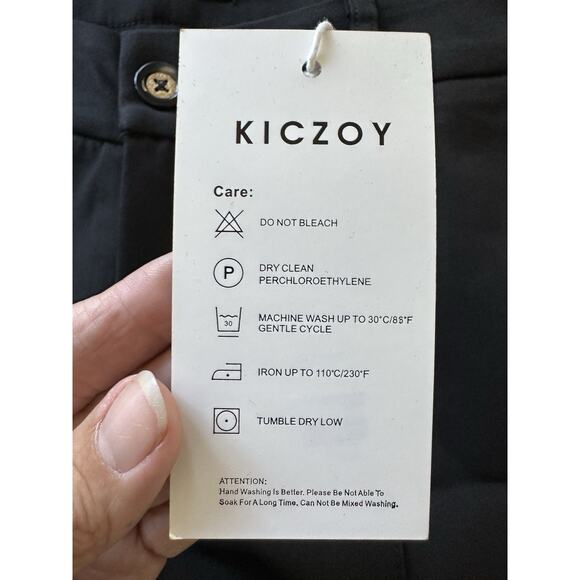 KICZOY
Care:
DO NOT BLEACH
P
DRY CLEAN
PERCHLOROETHYLENE
30
MACHINE WASH UP TO 30°C/86°F
GENTLE CYCLE
IRON UP TO 110°C/230°F
TUMBLE DRY LOW
ATTENTION:
Hand Washing Is Better. Please Be Not Able To
Soak For A Long Time, Can Not Be Mixed Washing.